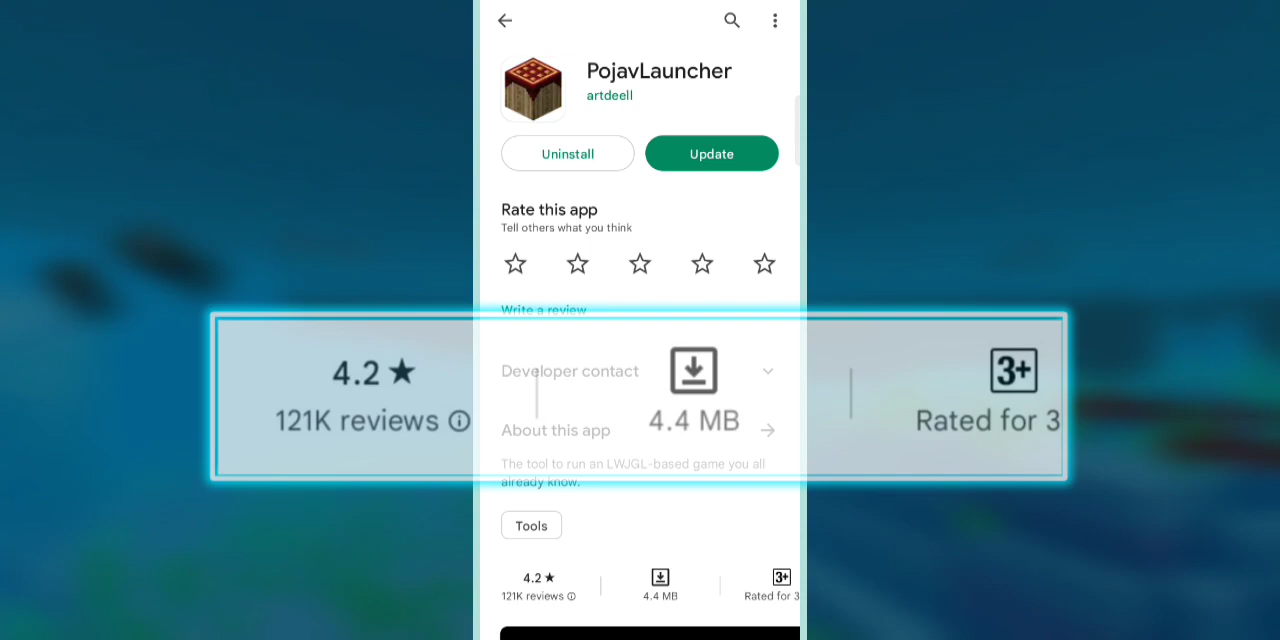 PojavLauncher
artdeell
Uninstall
Update
Rate this app
Tell others what you think
Write a review
4.2 ★
121K reviews
4.4 MB
3+
Rated for 3
Developer contact
About this app
The tool to run an LWJGL-based game you all
already know.
Tools
4.2 ★
121K reviews
4.4 MB
3+
Rated for 3